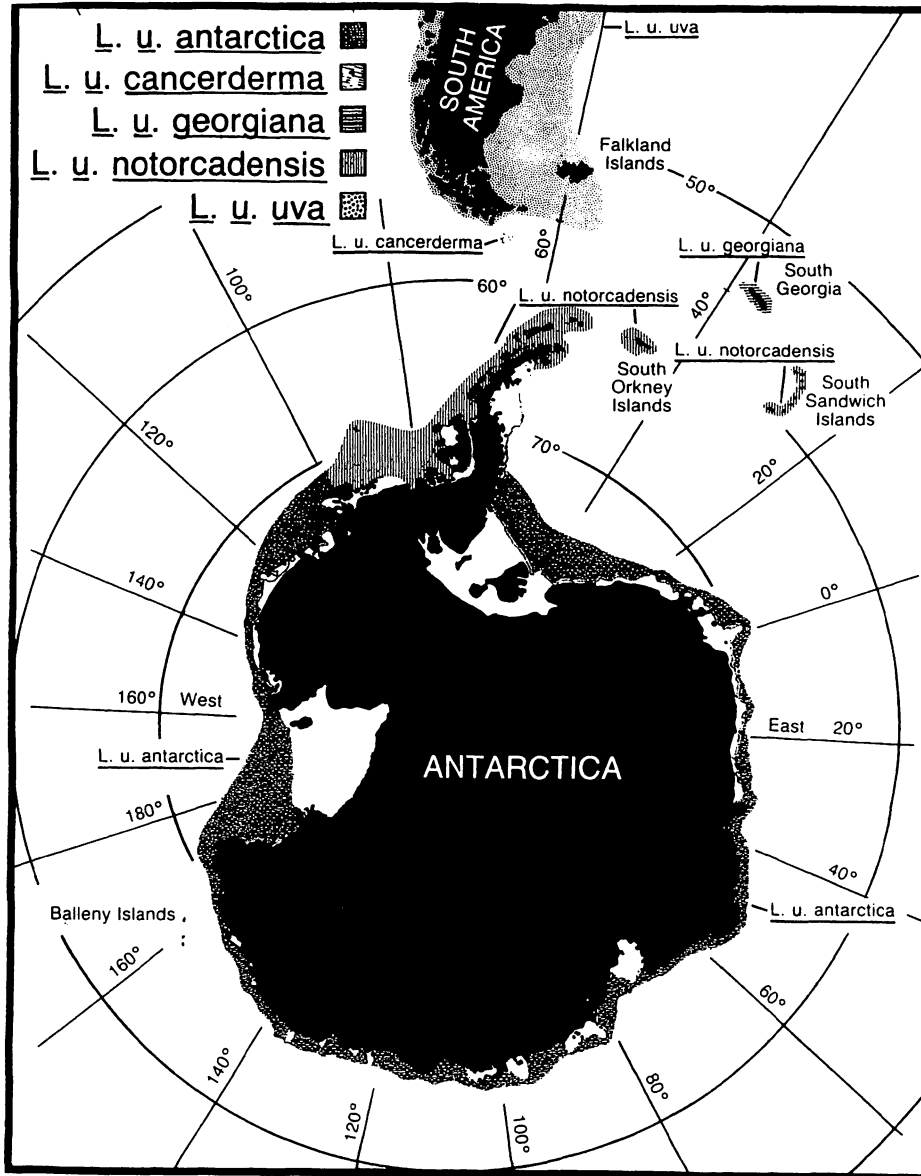 L. u. antarctica
L. u. cancerderma
L. u. georgiana
L. u. notorcadensis
L. u. uva
SOUTH
AMERICA
L. u. uva
Falkland
Islands
50°
L. u. cancerderma
60°
100°
60°
L. u. georgiana
South
Georgia
L. u. notorcadensis
40°
L. u. notorcadensis
South
Orkney
Islands
South
Sandwich
Islands
120°
70°
20°
140°
0°
160° West
East 20°
L. u. antarctica
ANTARCTICA
180°
40°
L. u. antarctica
Balleny Islands
160°
60°
140°
80°
120°
100°